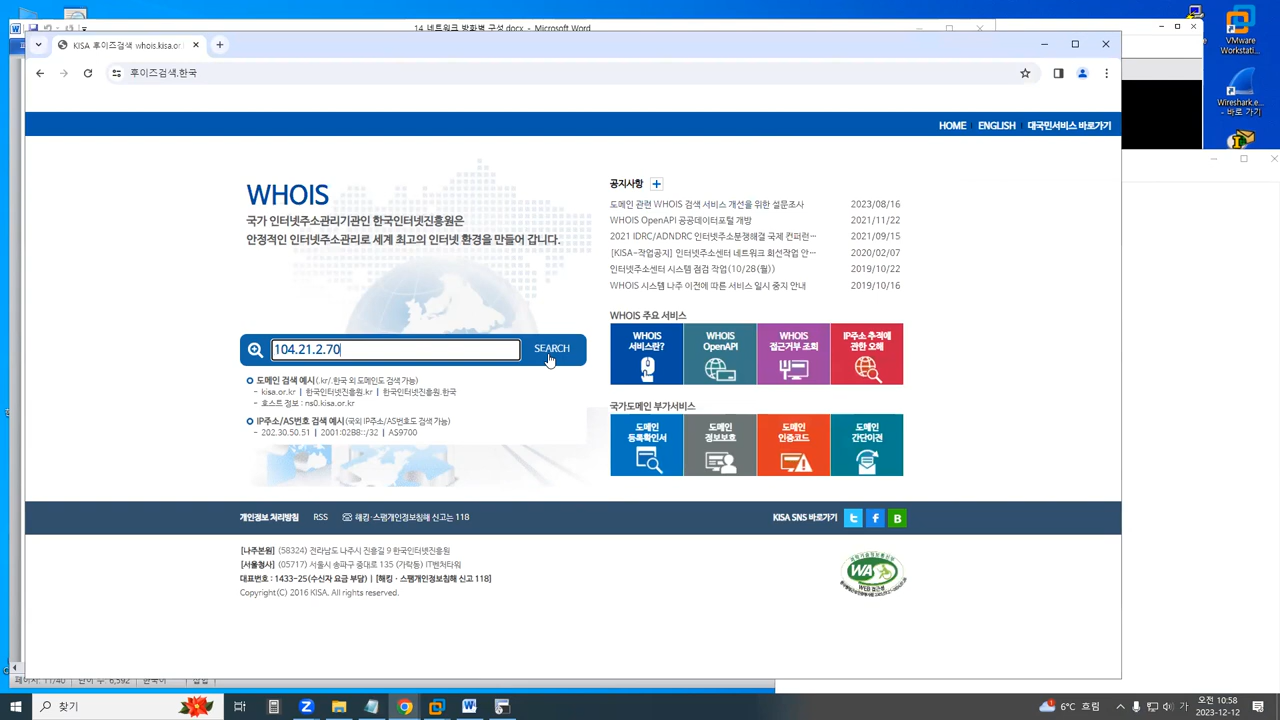 14 네트워크 방화벽 구성.docx - Microsoft Word
KISA 후이즈검색 whois.kisa.or
후이즈검색.한국
HOME
ENGLISH
대국민서비스 바로가기
WHOIS
국가 인터넷주소관리기관인 한국인터넷진흥원은
안정적인 인터넷주소관리로 세계 최고의 인터넷 환경을 만들어 갑니다.
104.21.2.70
SEARCH
도메인 검색 예시(.kr/.한국 외 도메인도 검색 가능)
- kisa.or.kr | 한국인터넷진흥원.kr | 한국인터넷진흥원.한국
- 호스트 정보 : ns0.kisa.or.kr
IP주소/AS번호 검색 예시(국외 IP주소/AS번호도 검색 가능)
- 202.30.50.51 | 2001:02B8::/32 | AS9700
공지사항
도메인 관련 WHOIS 검색 서비스 개선을 위한 설문조사 2023/08/16
WHOIS OpenAPI 공공데이터포털 개방 2021/11/22
2021 IDRC/ADNDRC 인터넷주소분쟁해결 국제 컨퍼런… 2021/09/15
[KISA-작업공지] 인터넷주소센터 네트워크 회선작업 안… 2020/02/07
인터넷주소센터 시스템 점검 작업(10/28(월)) 2019/10/22
WHOIS 시스템 나주 이전에 따른 서비스 일시 중지 안내 2019/10/16
WHOIS 주요 서비스
WHOIS
서비스란?
WHOIS
OpenAPI
WHOIS
접근거부 조회
IP주소 추적에
관한 오해
국가도메인 부가서비스
도메인
등록확인서
도메인
정보보호
도메인
인증코드
도메인
간단이전
개인정보 처리방침
RSS
해킹·스팸개인정보침해 신고는 118
KISA SNS 바로가기
[나주본원] (58324) 전라남도 나주시 진흥길 9 한국인터넷진흥원
[서울청사] (05717) 서울시 송파구 중대로 135 (가락동) IT벤처타워
대표번호 : 1433-25(수신자 요금 부담) | [해킹 · 스팸개인정보침해 신고 118]
Copyright(C) 2016 KISA. All rights reserved.
WA
WEB 접근성
VMware
Workstati...
Wireshark.e...
- 바로 가기
페이지: 11/40
단어 수: 6,592
한국어
삽입
찾기
6°C 흐림
가
오전 10:58
2023-12-12